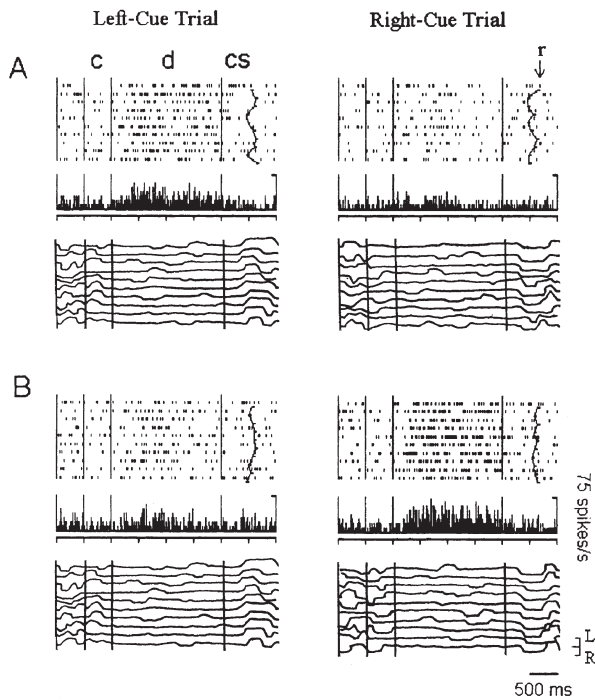 Left-Cue Trial
Right-Cue Trial
A
c
d
cs
r
B
75 spikes/s
L
R
500 ms